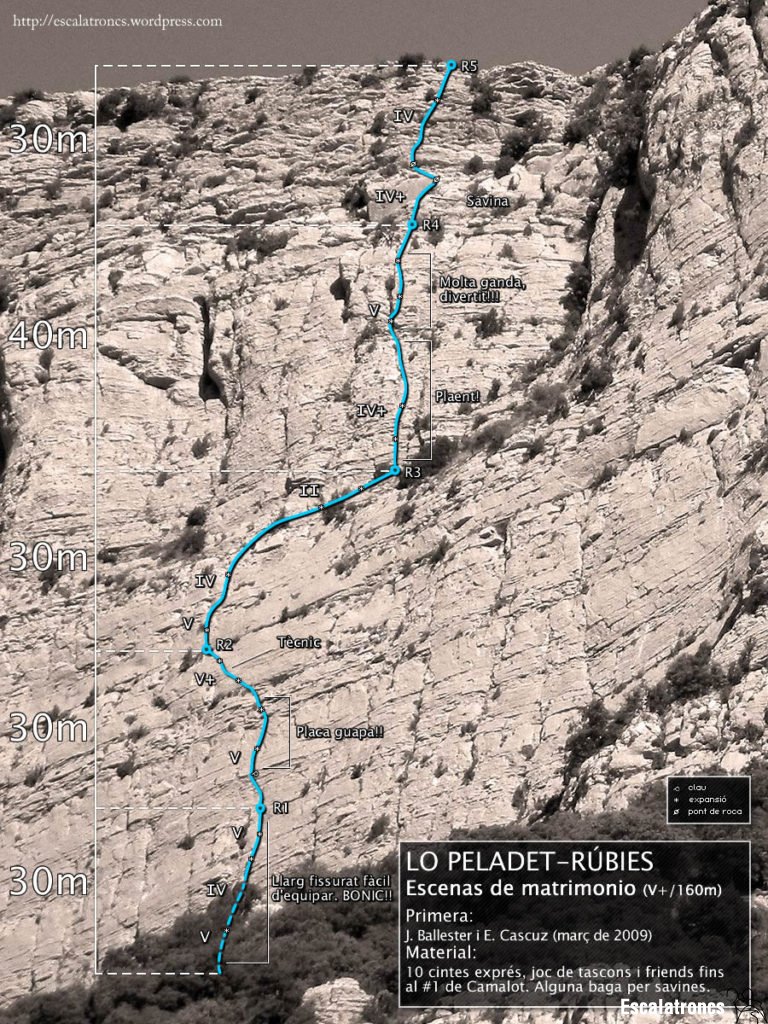 http://escalatroncs.wordpress.com
R5
30m
IV
IV+
Savina
R4
Molta ganda,
divertit!!!
V
40m
Plaent!
IV+
R3
II
30m
IV
V
R2
Tècnic
V+
Placa guapa!!
30m
V
R1
V
Llarg fissurat fàcil
d'equipar. BONIC!!
30m
IV
V
clau
expansió
pont de roca
LO PELADET-RÚBIES
Escenas de matrimonio (V+/160m)
Primera:
J. Ballester i E. Cascuz (març de 2009)
Material:
10 cintes exprés, joc de tascons i friends fins
al #1 de Camalot. Alguna baga per savines.
Escalatroncs